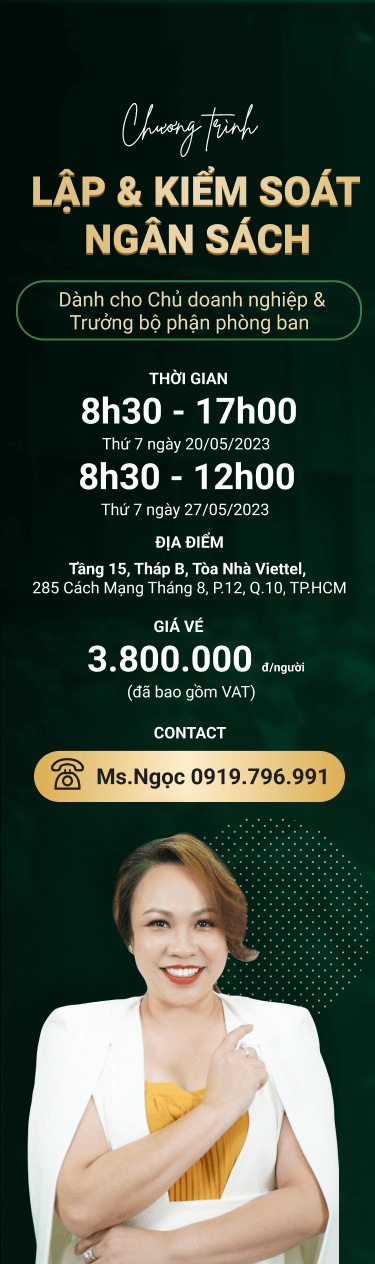 Chương trình
LẬP & KIỂM SOÁT
NGÂN SÁCH
Dành cho Chủ doanh nghiệp &
Trưởng bộ phận phòng ban
THỜI GIAN
8h30 - 17h00
Thứ 7 ngày 20/05/2023
8h30 - 12h00
Thứ 7 ngày 27/05/2023
ĐỊA ĐIỂM
Tầng 15, Tháp B, Tòa Nhà Viettel,
285 Cách Mạng Tháng 8, P.12, Q.10, TP.HCM
GIÁ VÉ
3.800.000 đ/người
(đã bao gồm VAT)
CONTACT
Ms.Ngọc 0919.796.991